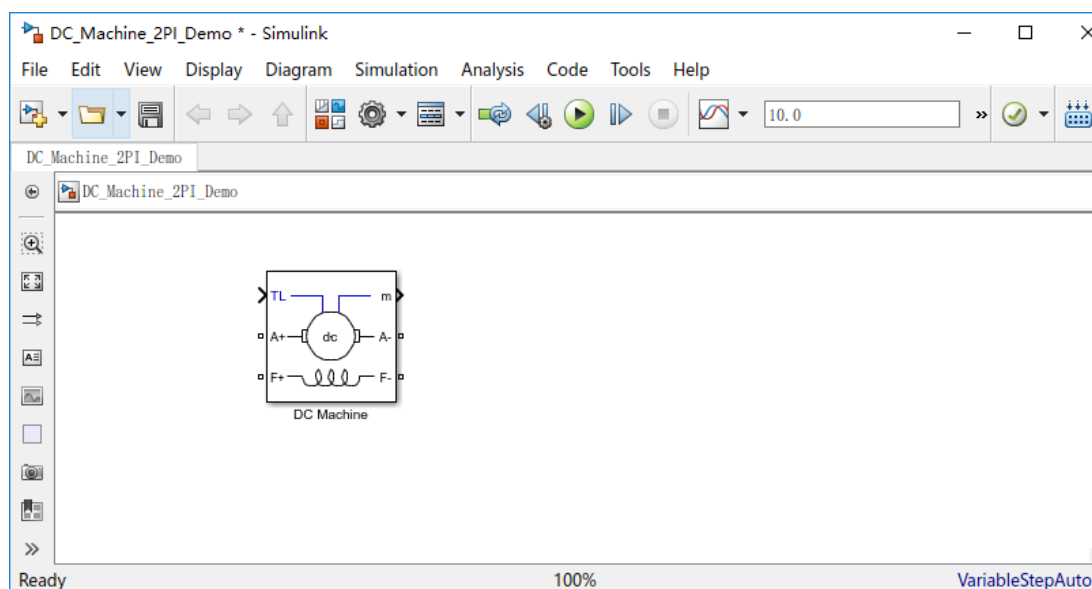 DC_Machine_2PI_Demo * - Simulink
File Edit View Display Diagram Simulation Analysis Code Tools Help
10.0 »
DC_Machine_2PI_Demo
DC_Machine_2PI_Demo
TL m
A+ dc A-
F+ F-
DC Machine
Ready 100% VariableStepAuto